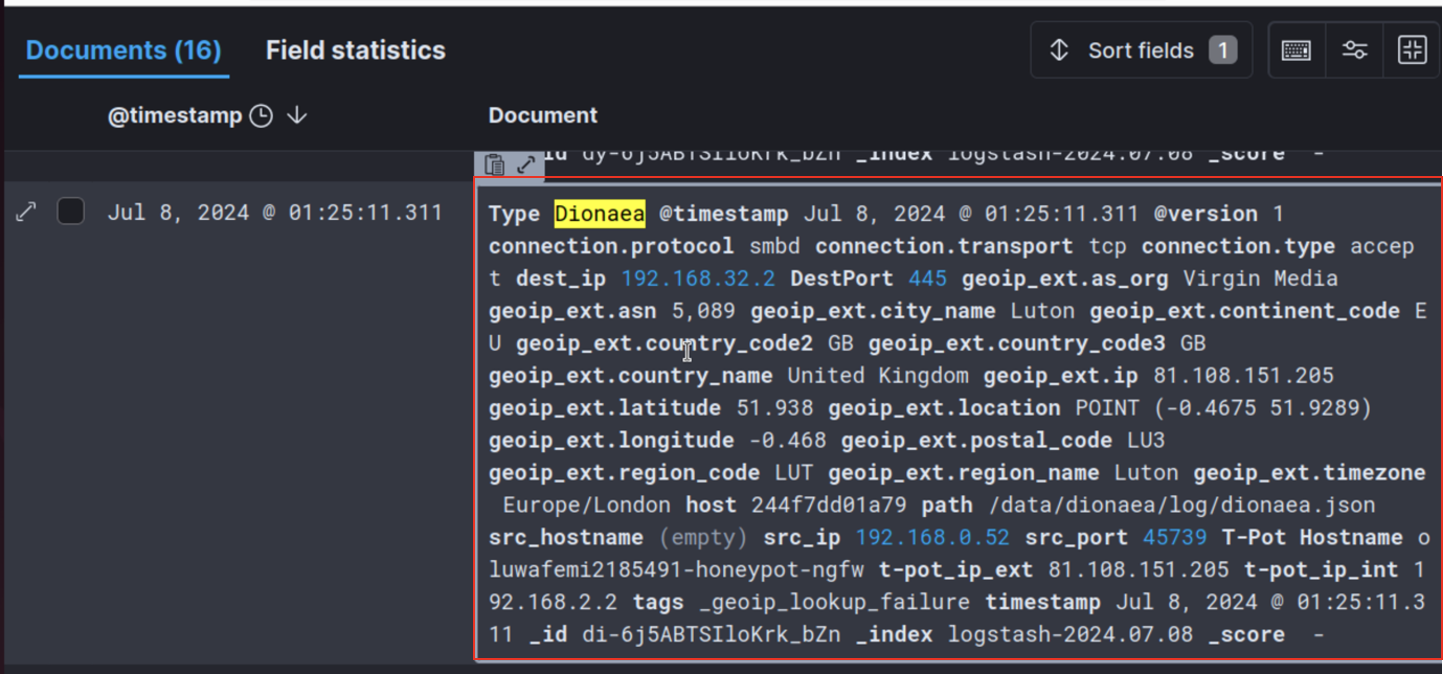 Documents (16) Field statistics Sort fields 1
@timestamp Document
_id dy-6j5ABTSIloKrk_bZn _index logstash-2024.07.08 _score -
Jul 8, 2024 @ 01:25:11.311
Type Dionaea @timestamp Jul 8, 2024 @ 01:25:11.311 @version 1
connection.protocol smbd connection.transport tcp connection.type accep
t dest_ip 192.168.32.2 DestPort 445 geoip_ext.as_org Virgin Media
geoip_ext.asn 5,089 geoip_ext.city_name Luton geoip_ext.continent_code E
U geoip_ext.country_code2 GB geoip_ext.country_code3 GB
geoip_ext.country_name United Kingdom geoip_ext.ip 81.108.151.205
geoip_ext.latitude 51.938 geoip_ext.location POINT (-0.4675 51.9289)
geoip_ext.longitude -0.468 geoip_ext.postal_code LU3
geoip_ext.region_code LUT geoip_ext.region_name Luton geoip_ext.timezone
Europe/London host 244f7dd01a79 path /data/dionaea/log/dionaea.json
src_hostname (empty) src_ip 192.168.0.52 src_port 45739 T-Pot Hostname o
luwafemi2185491-honeypot-ngfw t-pot_ip_ext 81.108.151.205 t-pot_ip_int 1
92.168.2.2 tags _geoip_lookup_failure timestamp Jul 8, 2024 @ 01:25:11.3
11 _id di-6j5ABTSIloKrk_bZn _index logstash-2024.07.08 _score -